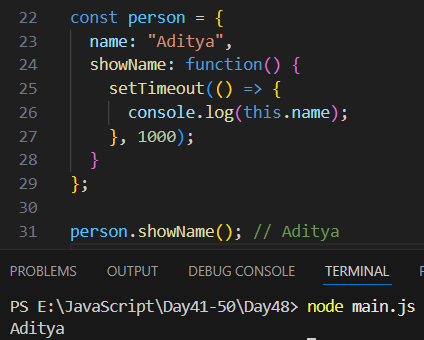 22 const person = {
23   name: "Aditya",
24   showName: function() {
25     setTimeout(() => {
26       console.log(this.name);
27     }, 1000);
28   }
29 };
30
31 person.showName(); // Aditya
PROBLEMS OUTPUT DEBUG CONSOLE TERMINAL
PS E:\JavaScript\Day41-50\Day48> node main.js
Aditya